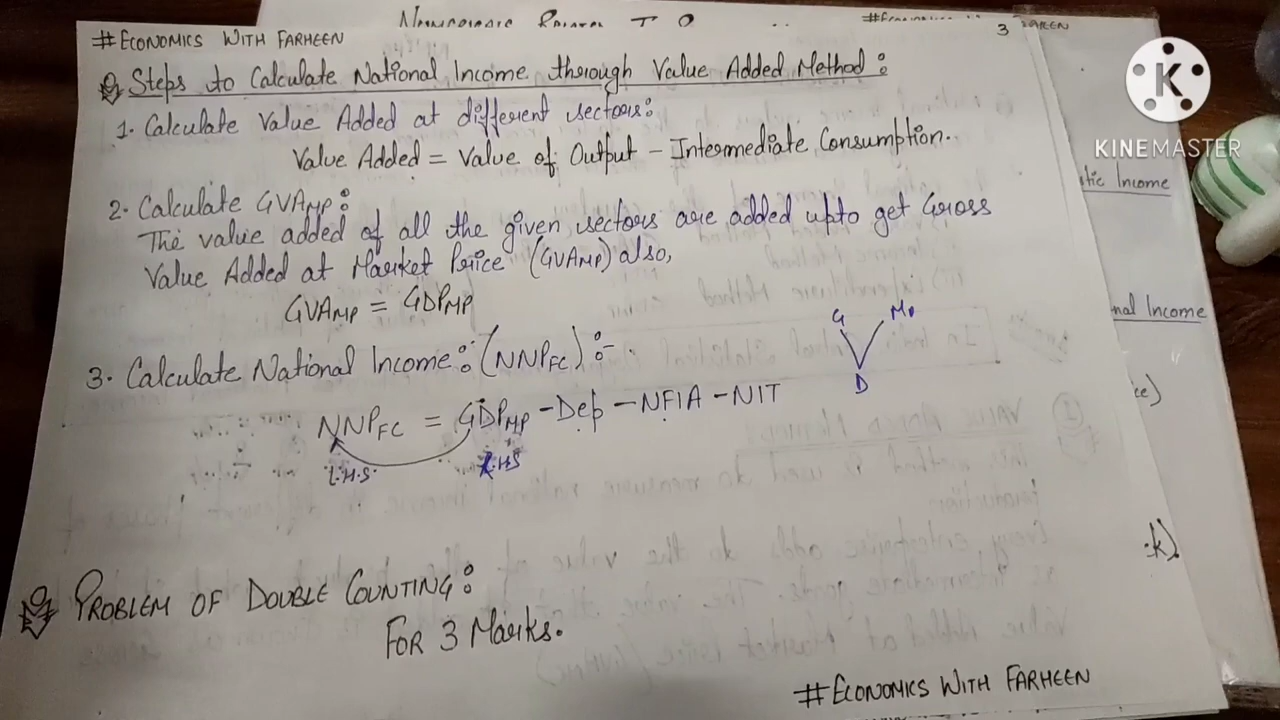 #ECONOMICS WITH FARHEEN
3
Steps to Calculate National Income through Value Added Method:
1. Calculate Value Added at different sectors:
Value Added = Value of Output - Intermediate Consumption.
2. Calculate GVAMP:
The value added of all the given sectors are added upto get Gross
Value Added at Market Price (GVAMP) also,
GVAMP = GDPMP
G MP
D
3. Calculate National Income: (NNPFC):-
NNPFC = GDPMP - Dep - NFIA - NIT
L.H.S.
PROBLEM OF DOUBLE COUNTING:
FOR 3 Marks.
#ECONOMICS WITH FARHEEN
K
KINEMASTER
tic Income
nal Income